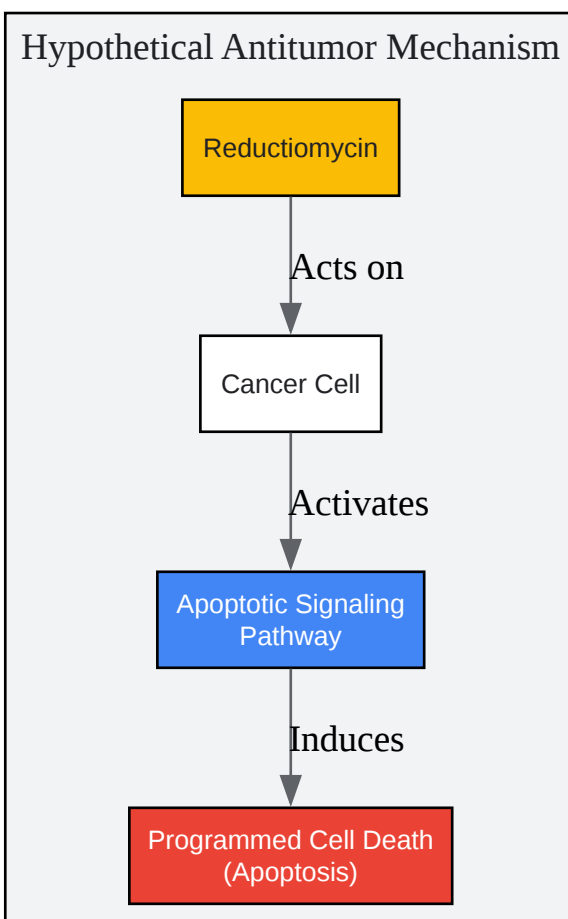 Hypothetical Antitumor Mechanism
Reductiomycin
Acts on
Cancer Cell
Activates
Apoptotic Signaling
Pathway
Induces
Programmed Cell Death
(Apoptosis)